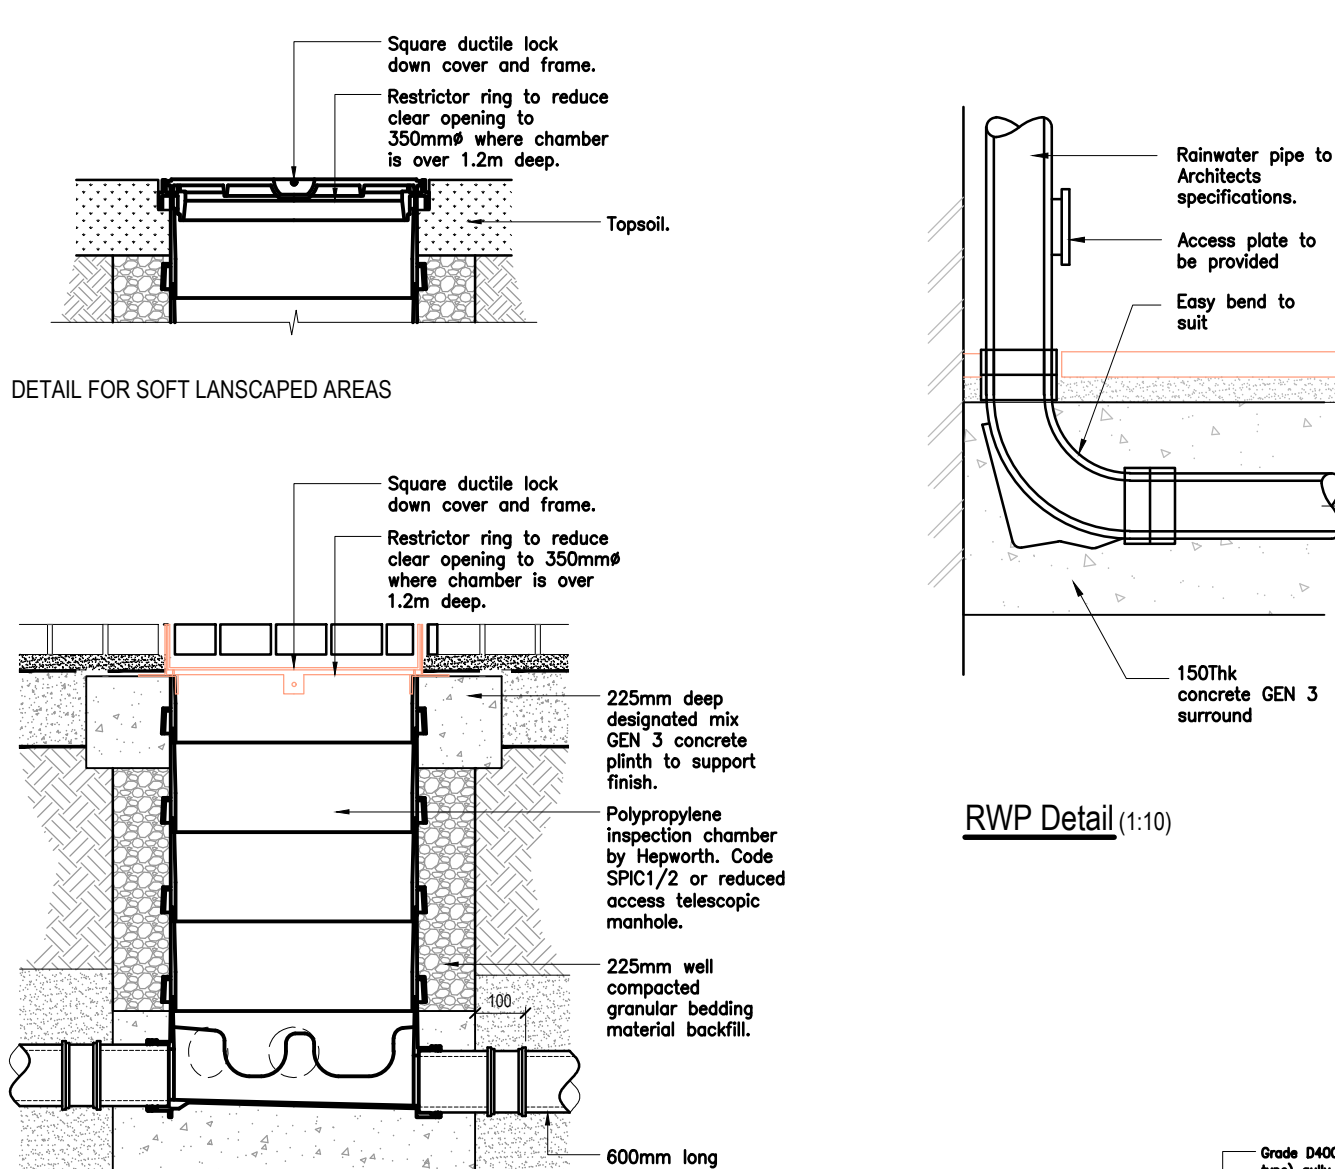 Square ductile lock
down cover and frame.
Restrictor ring to reduce
clear opening to
350mmø where chamber
is over 1.2m deep.
Topsoil.
DETAIL FOR SOFT LANSCAPED AREAS
Square ductile lock
down cover and frame.
Restrictor ring to reduce
clear opening to 350mmø
where chamber is over
1.2m deep.
225mm deep
designated mix
GEN 3 concrete
plinth to support
finish.
Polypropylene
inspection chamber
by Hepworth. Code
SPIC1/2 or reduced
access telescopic
manhole.
225mm well
compacted
granular bedding
material backfill.
100
600mm long
Rainwater pipe to
Architects
specifications.
Access plate to
be provided
Easy bend to
suit
150Thk
concrete GEN 3
surround
RWP Detail (1:10)
Grade D400